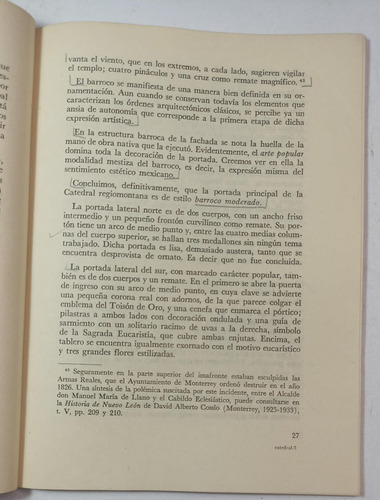 vanta el viento, que en los extremos, a cada lado, sugieren vigilar
el templo; cuatro pináculos y una cruz como remate magnífico. 43
El barroco se manifiesta de una manera bien definida en su or-
namentación. Aun cuando se conservan todavía los elementos que
caracterizan los órdenes arquitectónicos clásicos, se percibe ya un
ansia de autonomía que corresponde a la primera etapa de dicha
expresión artística.
En la estructura barroca de la fachada se nota la huella de la
mano de obra nativa que la ejecutó. Evidentemente, el arte popular
domina toda la decoración de la portada. Creemos ver en ella la
modalidad mestiza del barroco, es decir, la expresión misma del
sentimiento estético mexicano.
Concluimos, definitivamente, que la portada principal de la
Catedral regiomontana es de estilo barroco moderado.
La portada lateral norte es de dos cuerpos, con un ancho friso
intermedio y un pequeño frontón curvilíneo como remate. Su por-
tón tiene un arco de medio punto y, entre las cuatro medias colum-
nas del cuerpo superior, se hallan tres medallones sin ningún tema
trabajado. Dicha portada es lisa, demasiado austera, tanto que se
encuentra desprovista de ornato. Es decir que no fue concluida.
La portada lateral del sur, con marcado carácter popular, tam-
bién es de dos cuerpos y un remate. En el primero se abre la puerta
de ingreso con su arco de medio punto, en cuya clave se advierte
una pequeña corona real con adornos, de la que parece colgar el
emblema del Toisón de Oro, y una cenefa que enmarca el pórtico;
pilastras a ambos lados con decoración ondulada y una guía de
sarmiento con un solitario racimo de uvas a la derecha, símbolo
de la Sagrada Eucaristía, que cubre ambas enjutas. Encima, el
tablero se encuentra igualmente exornado con el motivo eucarístico
y tres grandes flores estilizadas.
43 Seguramente en la parte superior del imafronte estaban esculpidas las
Armas Reales, que el Ayuntamiento de Monterrey ordenó destruir en el año
1826. Una síntesis de la polémica suscitada por este incidente, entre el Alcalde
don Manuel María de Llano y el Cabildo Eclesiástico, puede consultarse en
la Historia de Nuevo León de David Alberto Cossío (Monterrey, 1925-1933),
t. V, pp. 209 y 210.
27
catedral.3